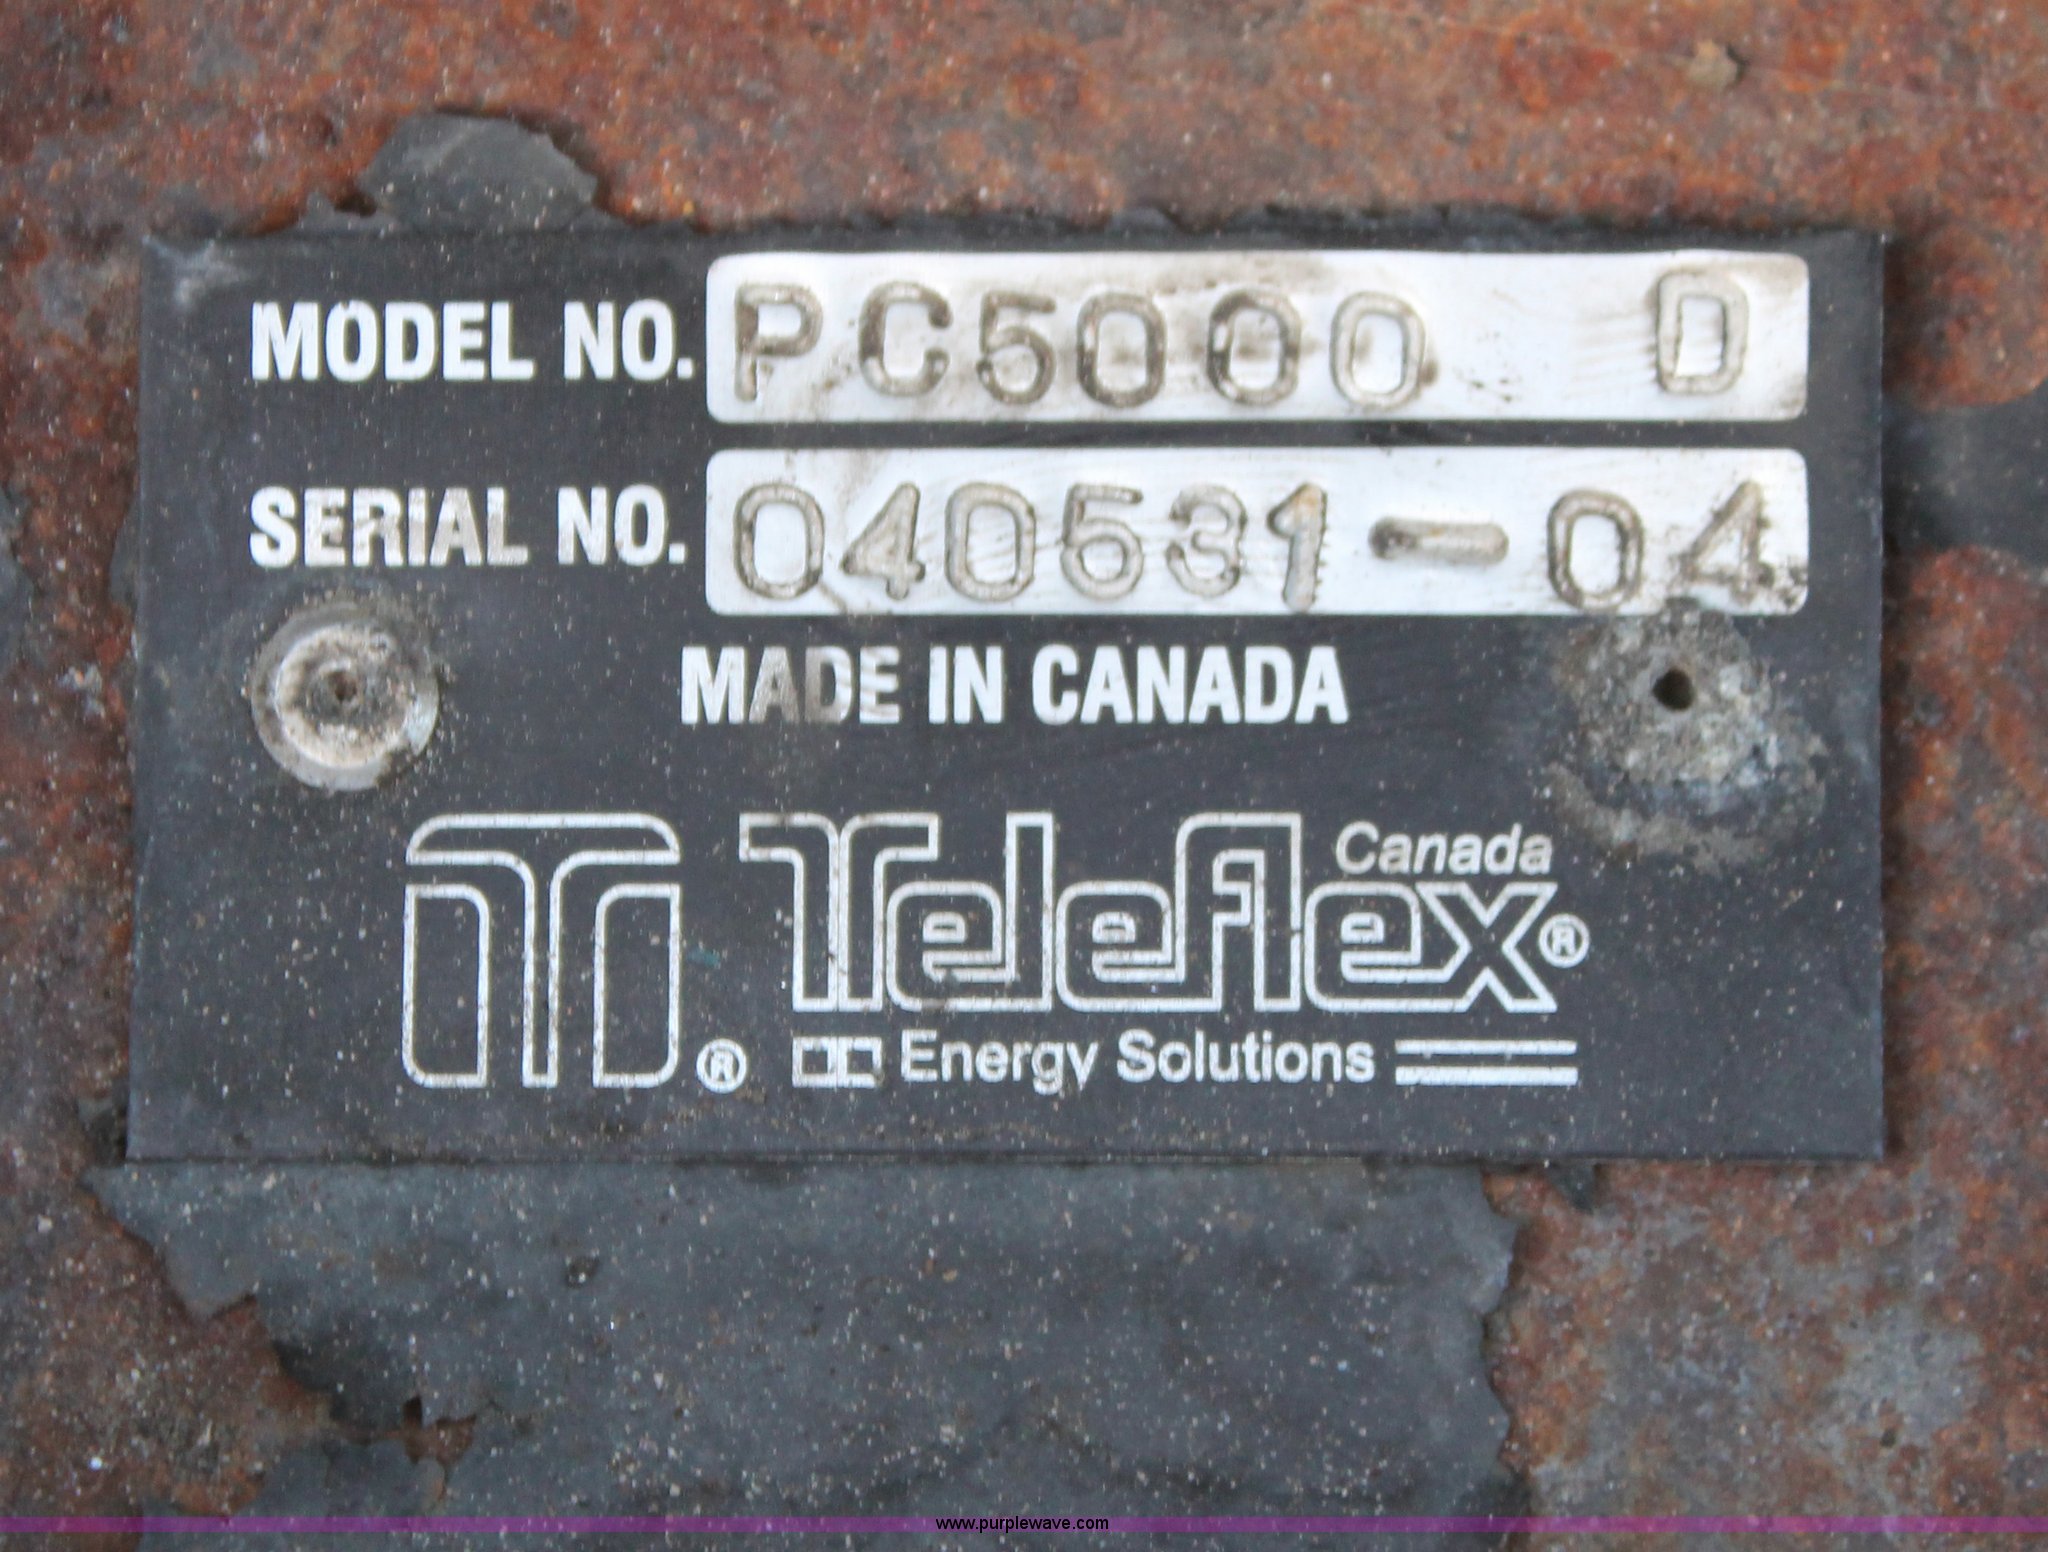 MODEL NO. PC5000 D
SERIAL NO. 040531-04
MADE IN CANADA
Teleflex® Canada
® Energy Solutions
www.purplewave.com